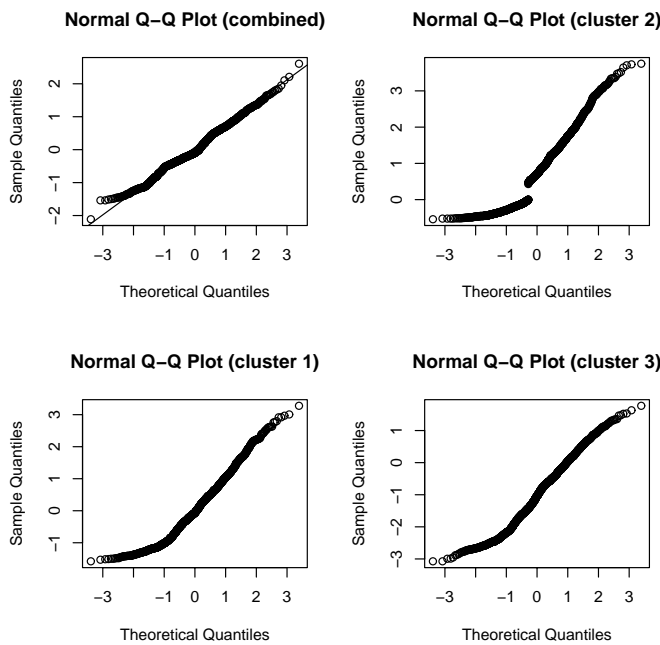 Normal Q−Q Plot (combined)
Sample Quantiles
2
1
0
−1
−2
−3 −1 0 1 2 3
Theoretical Quantiles
Normal Q−Q Plot (cluster 2)
Sample Quantiles
3
2
1
0
−3 −1 0 1 2 3
Theoretical Quantiles
Normal Q−Q Plot (cluster 1)
Sample Quantiles
3
2
1
0
−1
−3 −1 0 1 2 3
Theoretical Quantiles
Normal Q−Q Plot (cluster 3)
Sample Quantiles
1
0
−1
−2
−3
−3 −1 0 1 2 3
Theoretical Quantiles